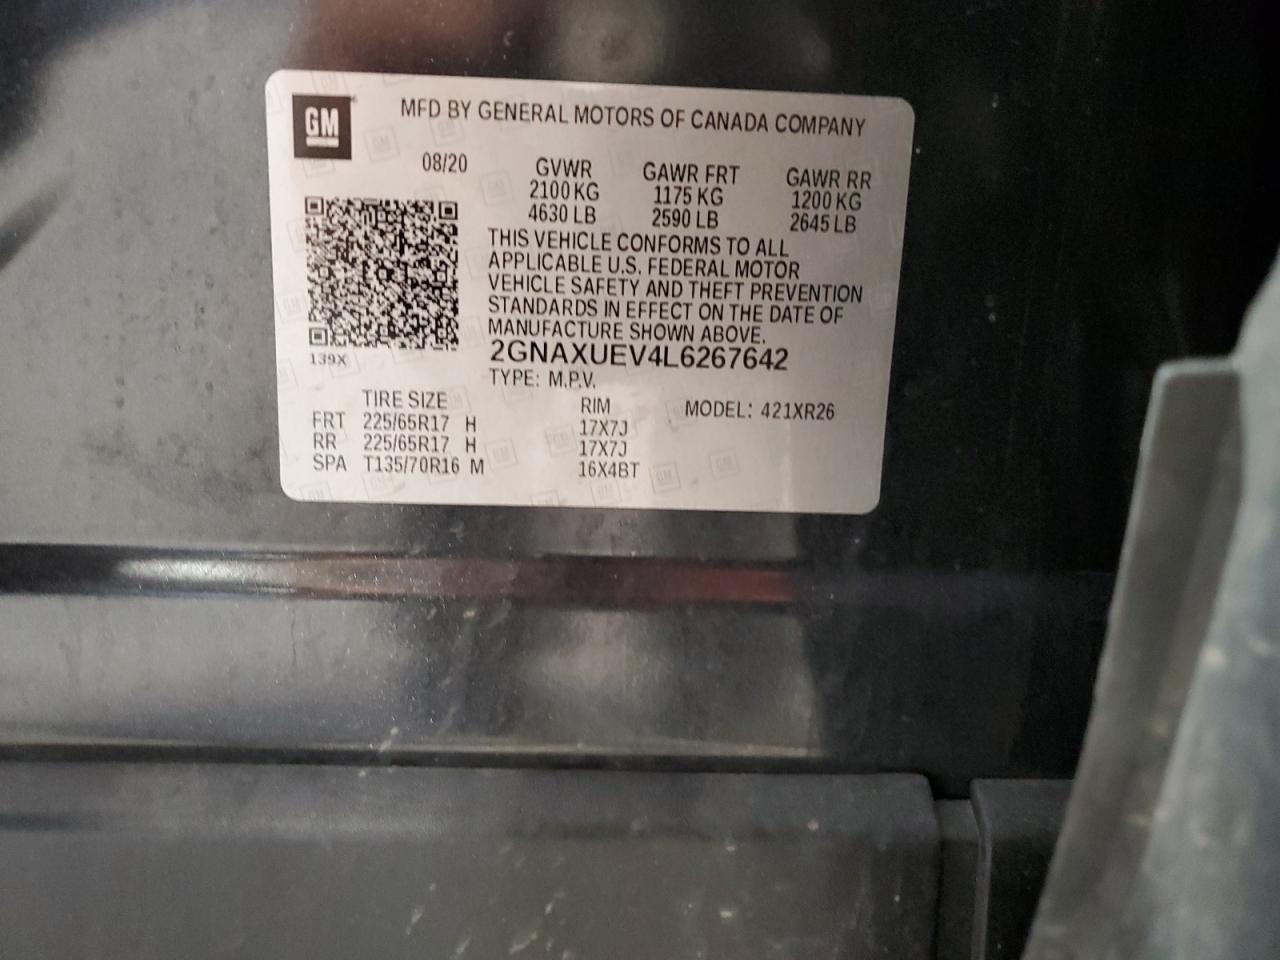 GM
MFD BY GENERAL MOTORS OF CANADA COMPANY
08/20 GVWR GAWR FRT GAWR RR
2100 KG 1175 KG 1200 KG
4630 LB 2590 LB 2645 LB
THIS VEHICLE CONFORMS TO ALL
APPLICABLE U.S. FEDERAL MOTOR
VEHICLE SAFETY AND THEFT PREVENTION
STANDARDS IN EFFECT ON THE DATE OF
MANUFACTURE SHOWN ABOVE.
139X 2GNAXUEV4L6267642
TYPE: M.P.V.
TIRE SIZE RIM MODEL: 421XR26
FRT 225/65R17 H 17X7J
RR 225/65R17 H 17X7J
SPA T135/70R16 M 16X4BT